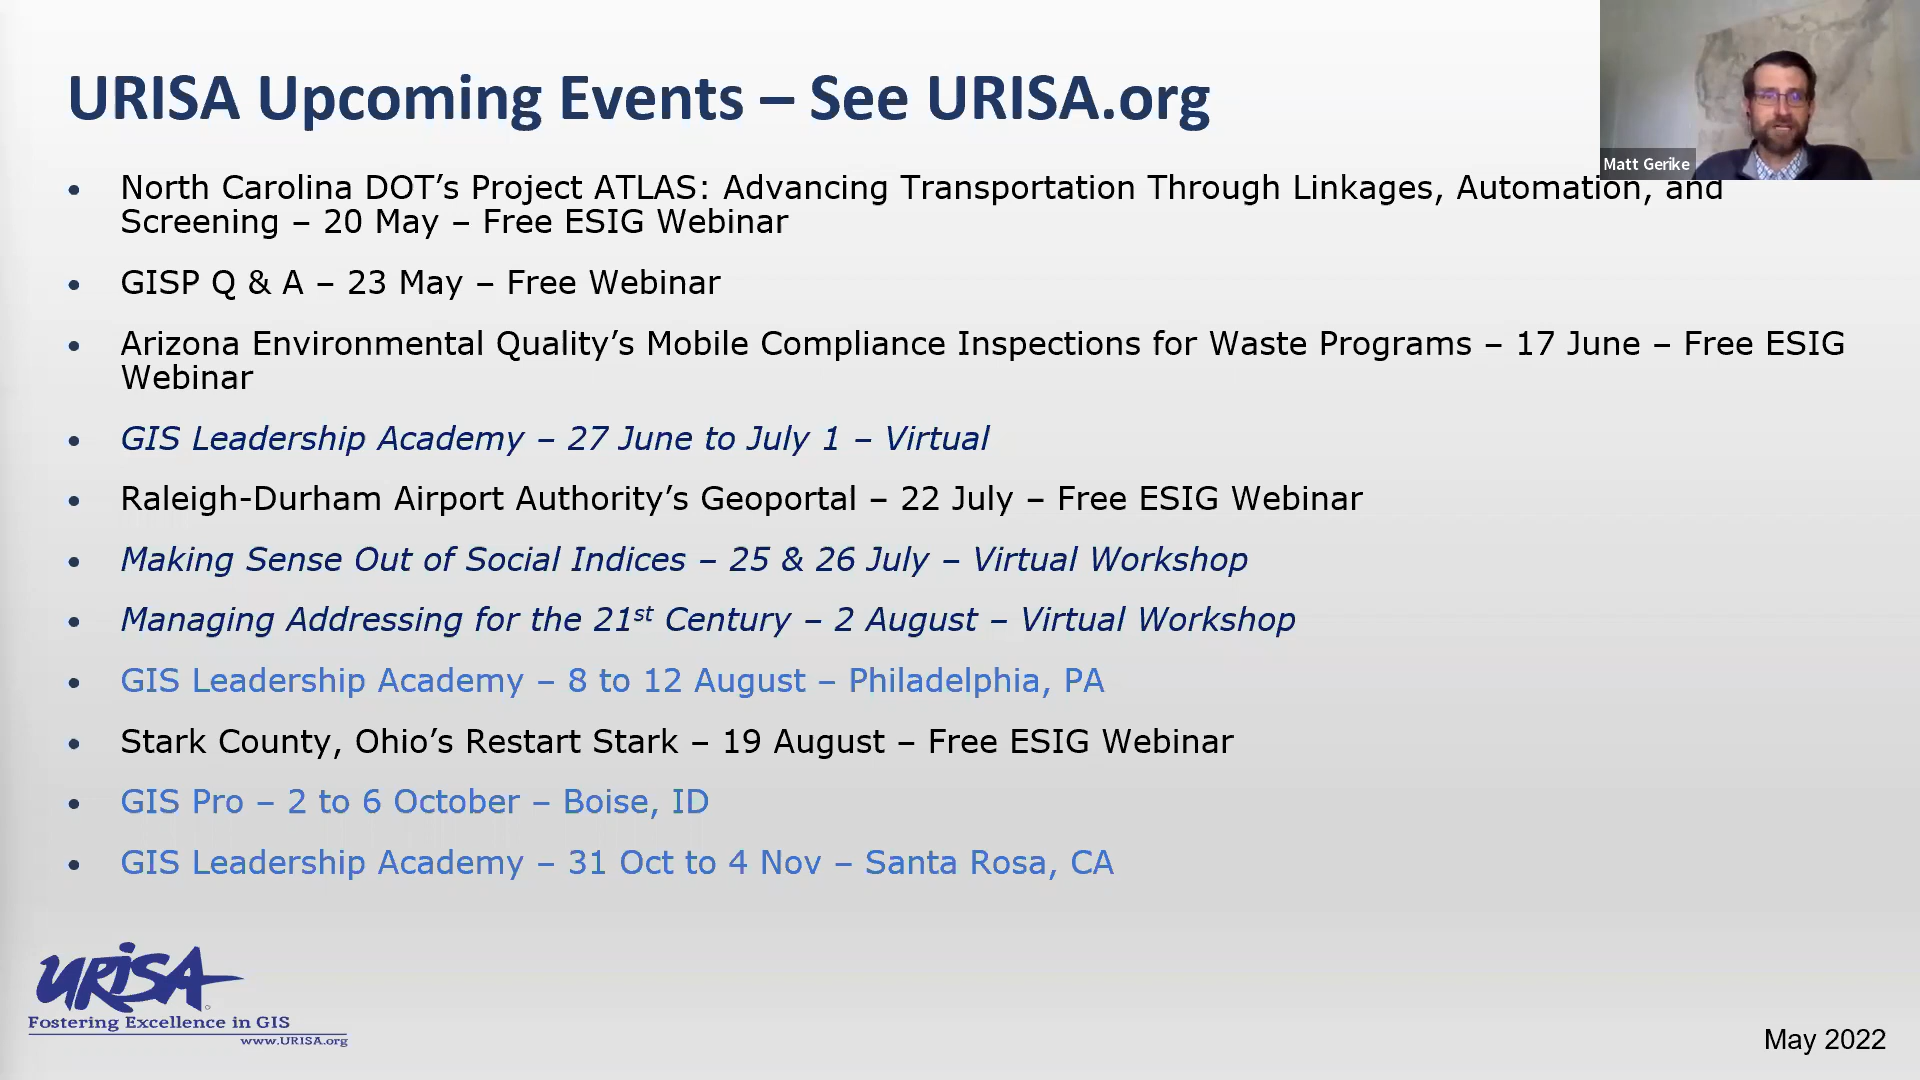 URISA Upcoming Events – See URISA.org
Matt Gerike
• North Carolina DOT’s Project ATLAS: Advancing Transportation Through Linkages, Automation, and
Screening – 20 May – Free ESIG Webinar
• GISP Q & A – 23 May – Free Webinar
• Arizona Environmental Quality’s Mobile Compliance Inspections for Waste Programs – 17 June – Free ESIG
Webinar
• GIS Leadership Academy – 27 June to July 1 – Virtual
• Raleigh-Durham Airport Authority’s Geoportal – 22 July – Free ESIG Webinar
• Making Sense Out of Social Indices – 25 & 26 July – Virtual Workshop
• Managing Addressing for the 21st Century – 2 August – Virtual Workshop
• GIS Leadership Academy – 8 to 12 August – Philadelphia, PA
• Stark County, Ohio’s Restart Stark – 19 August – Free ESIG Webinar
• GIS Pro – 2 to 6 October – Boise, ID
• GIS Leadership Academy – 31 Oct to 4 Nov – Santa Rosa, CA
URISA
Fostering Excellence in GIS
www.URISA.org
May 2022